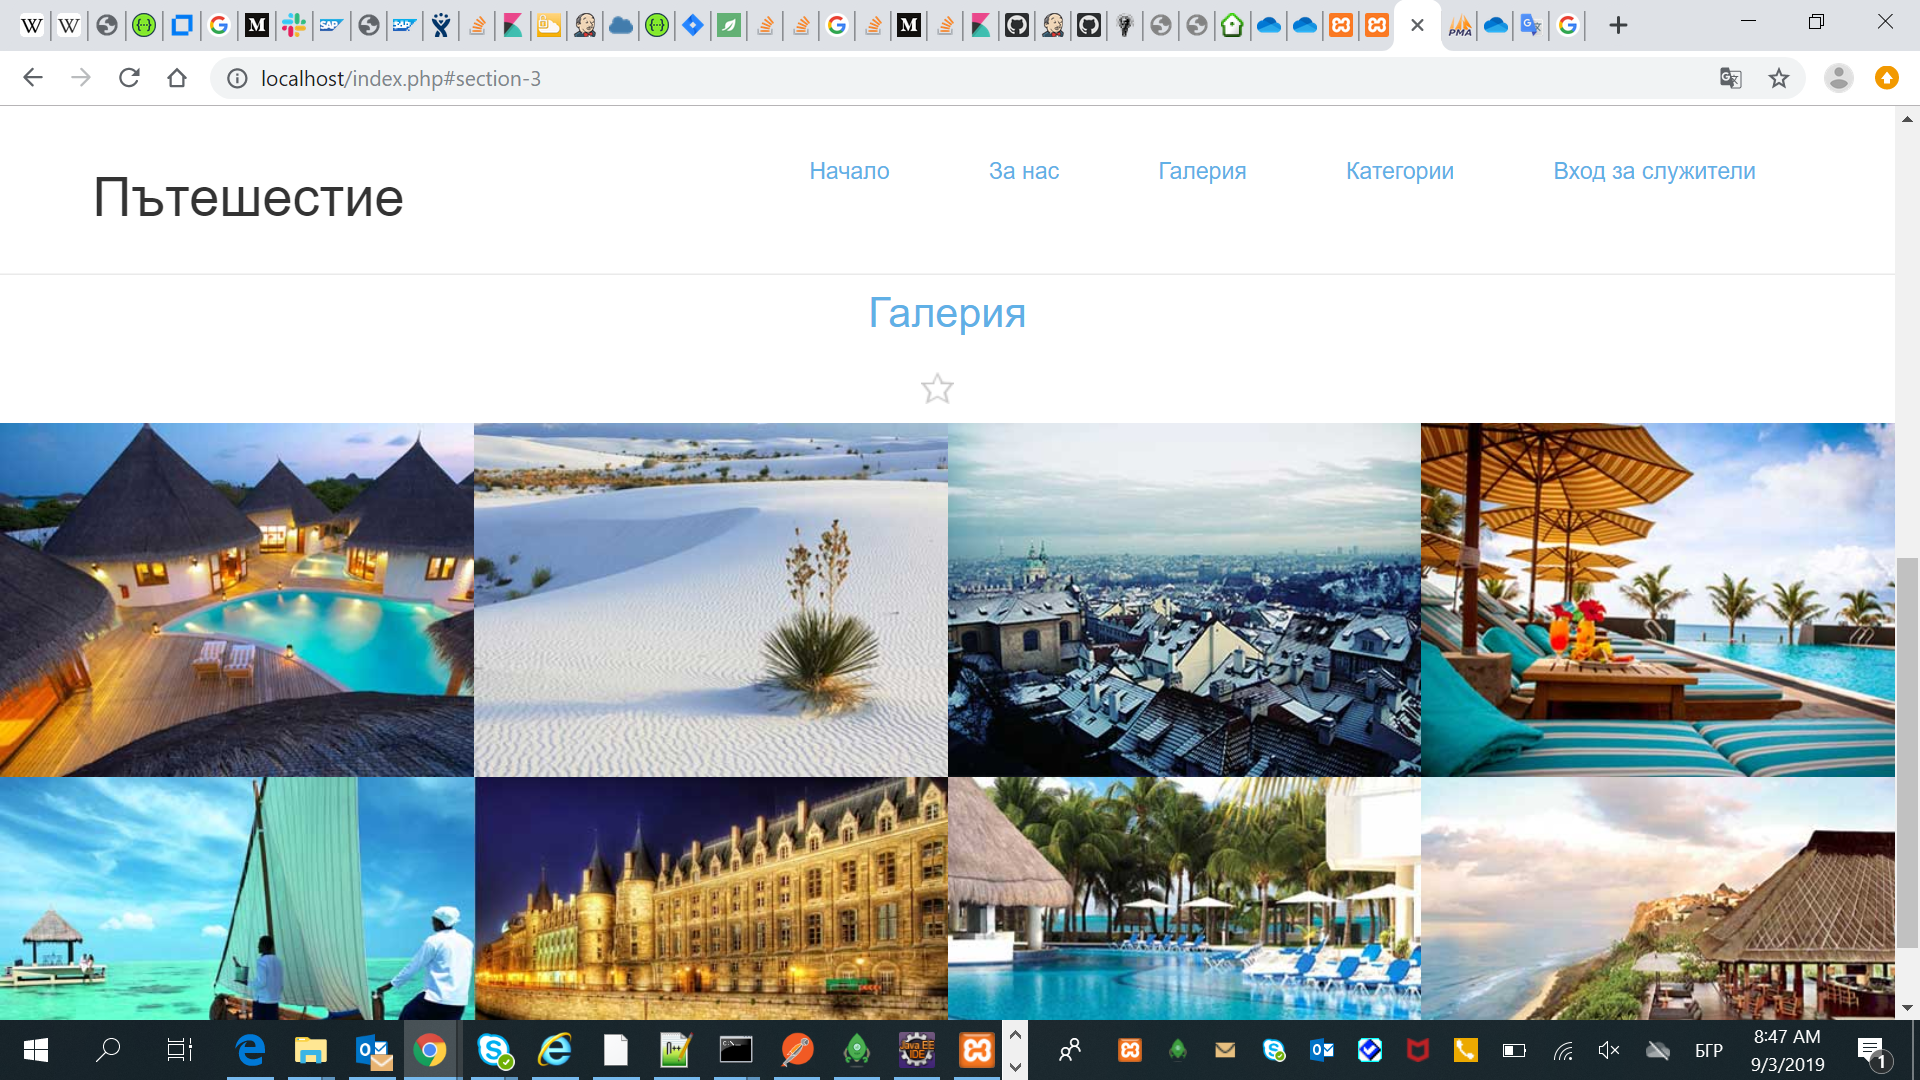 localhost/index.php#section-3
Пътешестие
Начало
За нас
Галерия
Категории
Вход за служители
Галерия
БГР
8:47 AM
9/3/2019
1